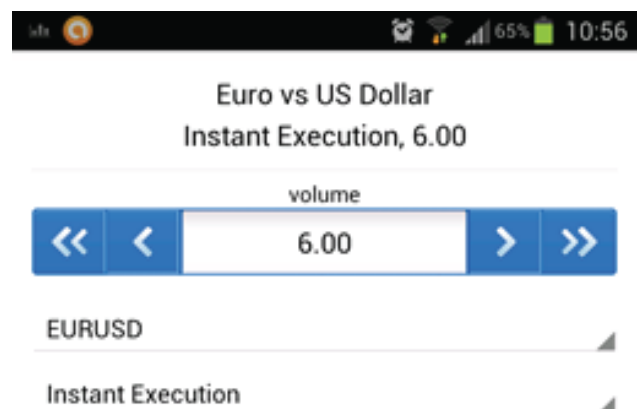 65% 10:56
Euro vs US Dollar
Instant Execution, 6.00
volume
6.00
EURUSD
Instant Execution